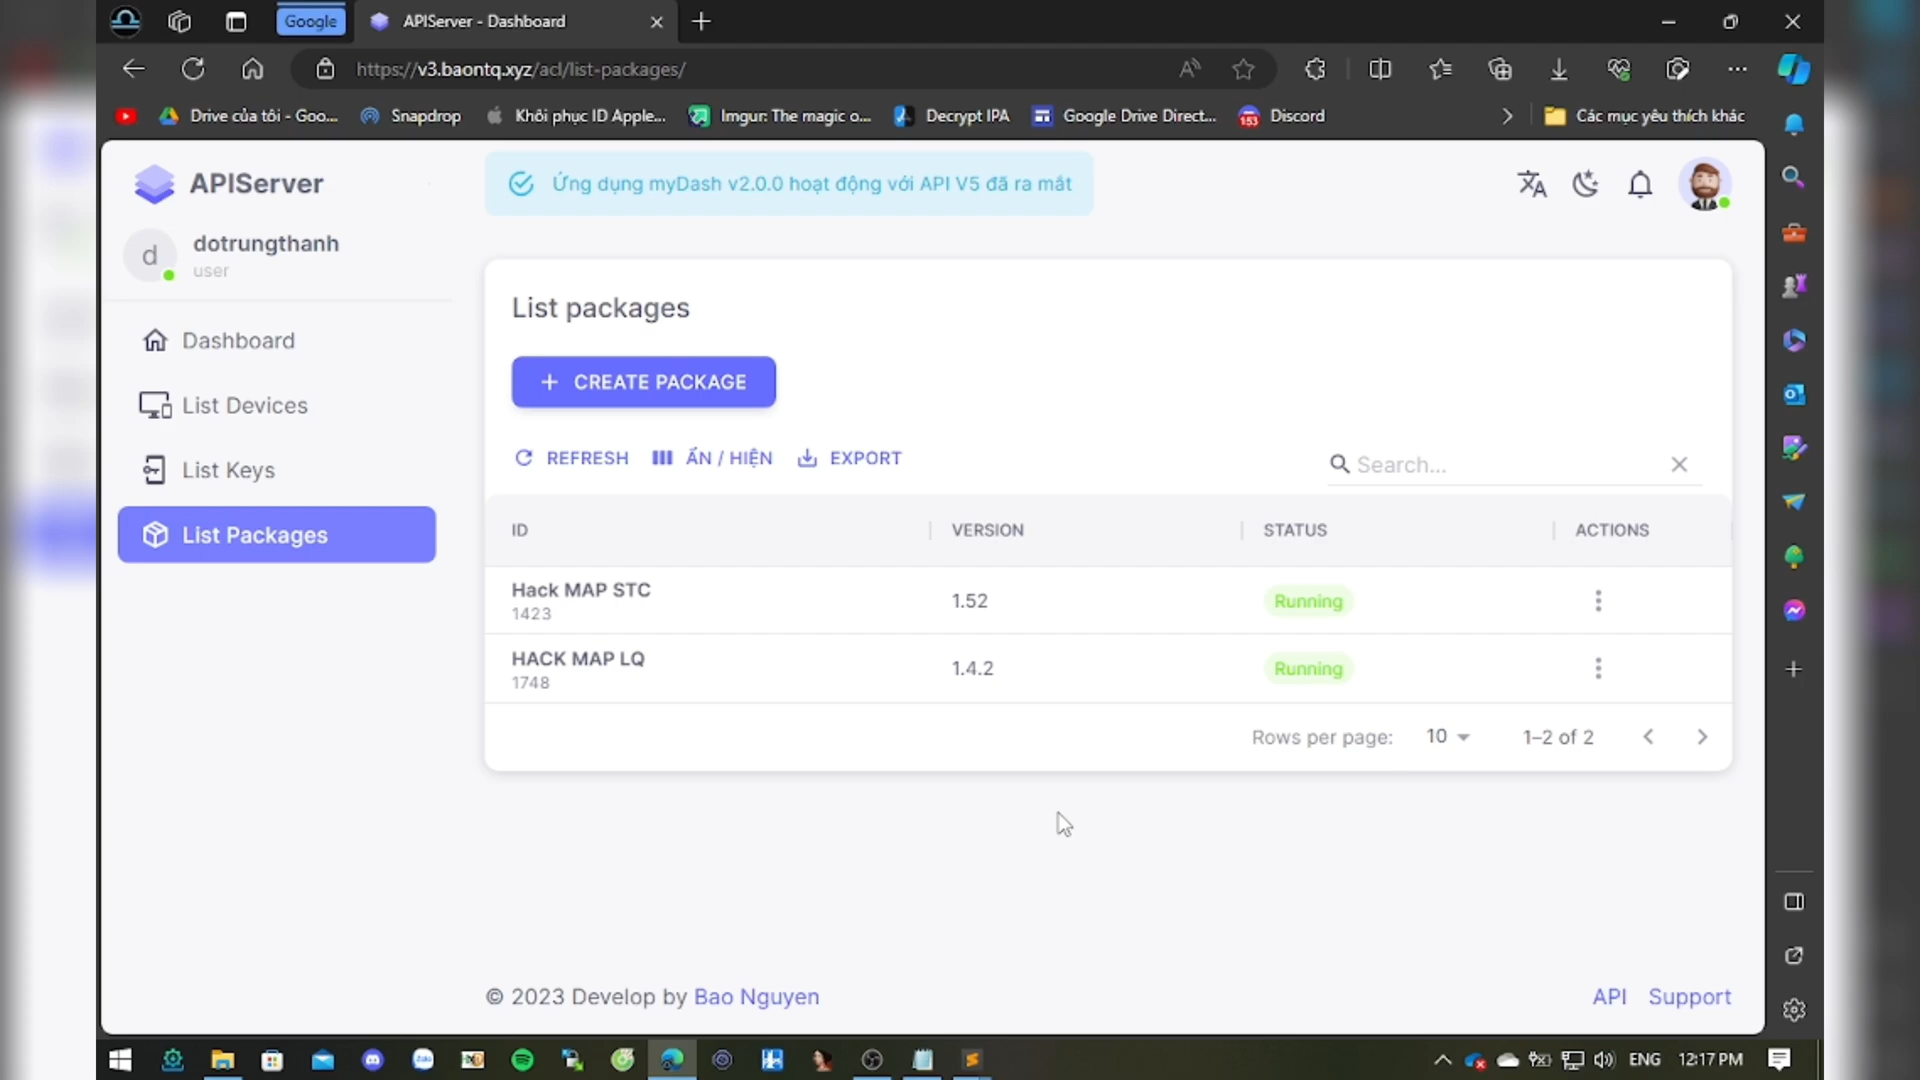 Google
APIServer - Dashboard
https://v3.baontq.xyz/acl/list-packages/
Drive của tôi - Goo...
Snapdrop
Khôi phục ID Apple...
Imgur: The magic o...
Decrypt IPA
Google Drive Direct...
153
Discord
Các mục yêu thích khác
APIServer
Ứng dụng myDash v2.0.0 hoạt động với API V5 đã ra mắt
d
dotrungthanh
user
Dashboard
List Devices
List Keys
List Packages
List packages
+ CREATE PACKAGE
REFRESH
ẨN / HIỆN
EXPORT
Search...
ID
VERSION
STATUS
ACTIONS
Hack MAP STC
1423
1.52
Running
HACK MAP LQ
1748
1.4.2
Running
Rows per page:
10
1–2 of 2
© 2023 Develop by Bao Nguyen
API
Support
Zalo
ENG
12:17 PM